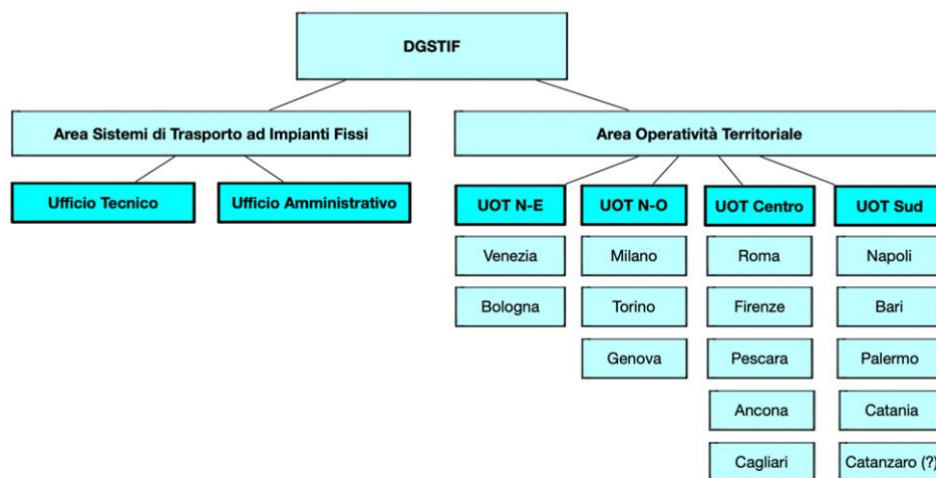 DGSTIF
Area Sistemi di Trasporto ad Impianti Fissi
Area Operatività Territoriale
Ufficio Tecnico
Ufficio Amministrativo
UOT N-E
UOT N-O
UOT Centro
UOT Sud
Venezia
Milano
Roma
Napoli
Bologna
Torino
Firenze
Bari
Genova
Pescara
Palermo
Ancona
Catania
Cagliari
Catanzaro (?)